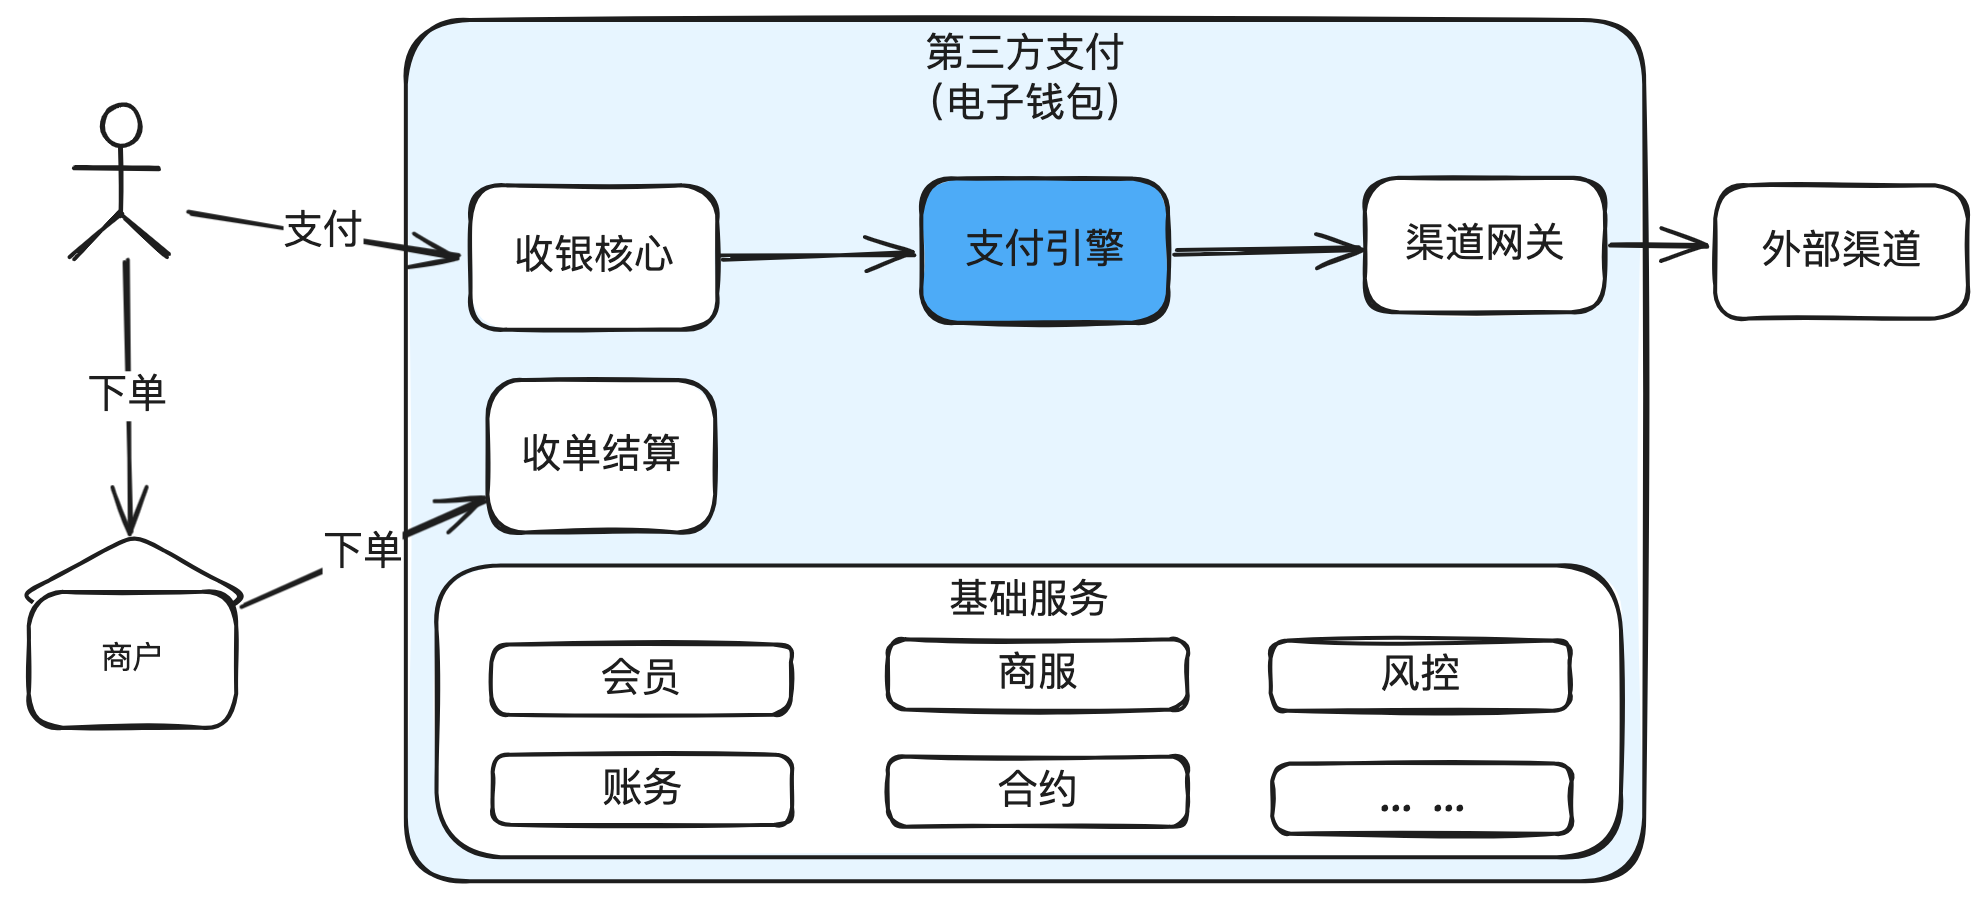 第三方支付
(电子钱包)
支付
收银核心
支付引擎
渠道网关
外部渠道
下单
收单结算
下单
商户
基础服务
会员
商服
风控
账务
合约
... ...